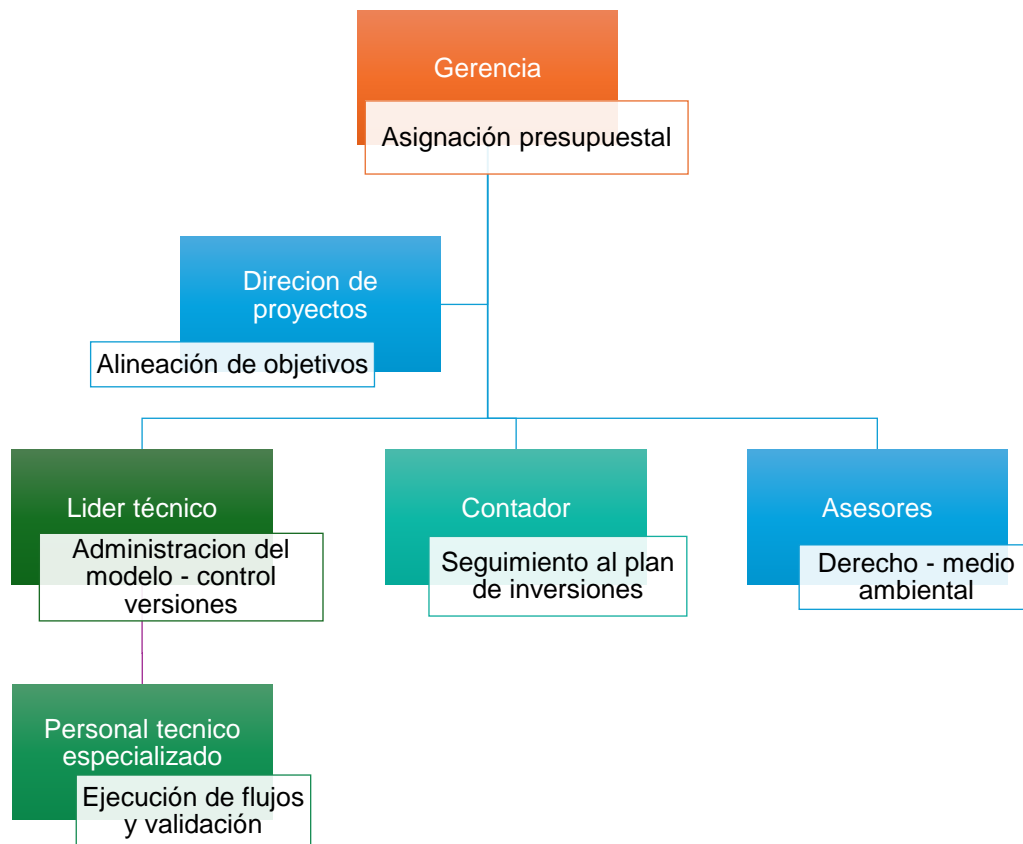 Gerencia
Asignación presupuestal
Direcion de
proyectos
Alineación de objetivos
Lider técnico
Administracion del
modelo - control
versiones
Contador
Seguimiento al plan
de inversiones
Asesores
Derecho - medio
ambiental
Personal tecnico
especializado
Ejecución de flujos
y validación